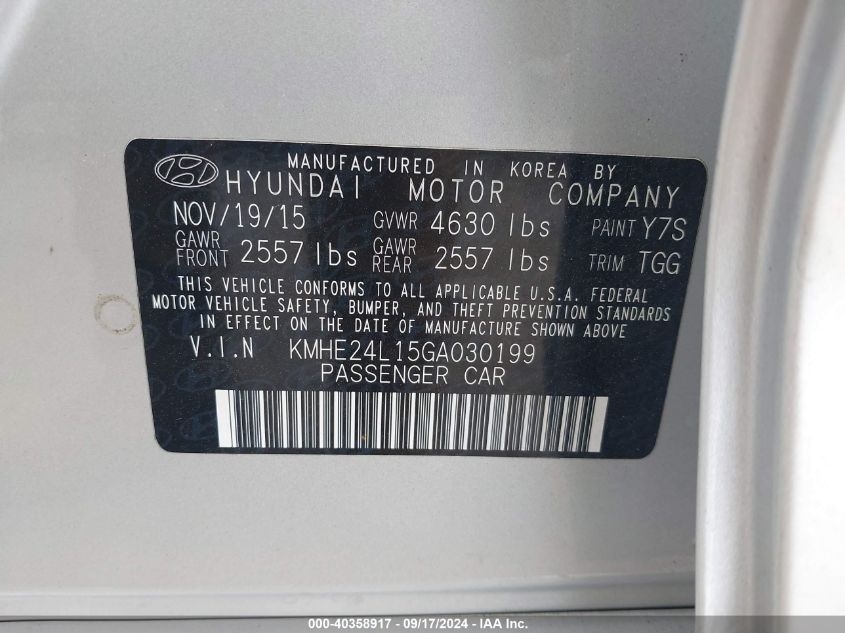 MANUFACTURED IN KOREA BY
HYUNDAI MOTOR COMPANY
NOV/19/15 GVWR 4630 lbs PAINT Y7S
GAWR FRONT 2557 lbs GAWR REAR 2557 lbs TRIM TGG
THIS VEHICLE CONFORMS TO ALL APPLICABLE U.S.A. FEDERAL
MOTOR VEHICLE SAFETY, BUMPER, AND THEFT PREVENTION STANDARDS
IN EFFECT ON THE DATE OF MANUFACTURE SHOWN ABOVE
V.I.N KMHE24L15GA030199
PASSENGER CAR
000-40358917 - 09/17/2024 - IAA Inc.